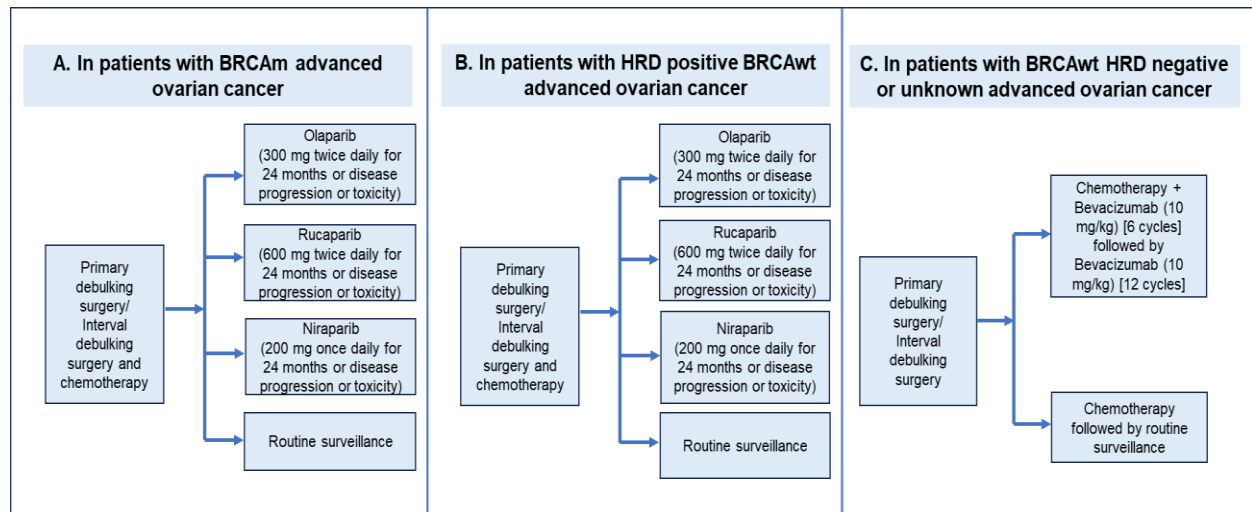 A. In patients with BRCAm advanced
ovarian cancer
Primary
debulking
surgery/
Interval
debulking
surgery and
chemotherapy
Olaparib
(300 mg twice daily for
24 months or disease
progression or toxicity)
Rucaparib
(600 mg twice daily for
24 months or disease
progression or toxicity)
Niraparib
(200 mg once daily for
24 months or disease
progression or toxicity)
Routine surveillance
B. In patients with HRD positive BRCAwt
advanced ovarian cancer
Primary
debulking
surgery/
Interval
debulking
surgery and
chemotherapy
Olaparib
(300 mg twice daily for
24 months or disease
progression or toxicity)
Rucaparib
(600 mg twice daily for
24 months or disease
progression or toxicity)
Niraparib
(200 mg once daily for
24 months or disease
progression or toxicity)
Routine surveillance
C. In patients with BRCAwt HRD negative
or unknown advanced ovarian cancer
Primary
debulking
surgery/
Interval
debulking
surgery
Chemotherapy +
Bevacizumab (10
mg/kg) [6 cycles]
followed by
Bevacizumab (10
mg/kg) [12 cycles]
Chemotherapy
followed by routine
surveillance